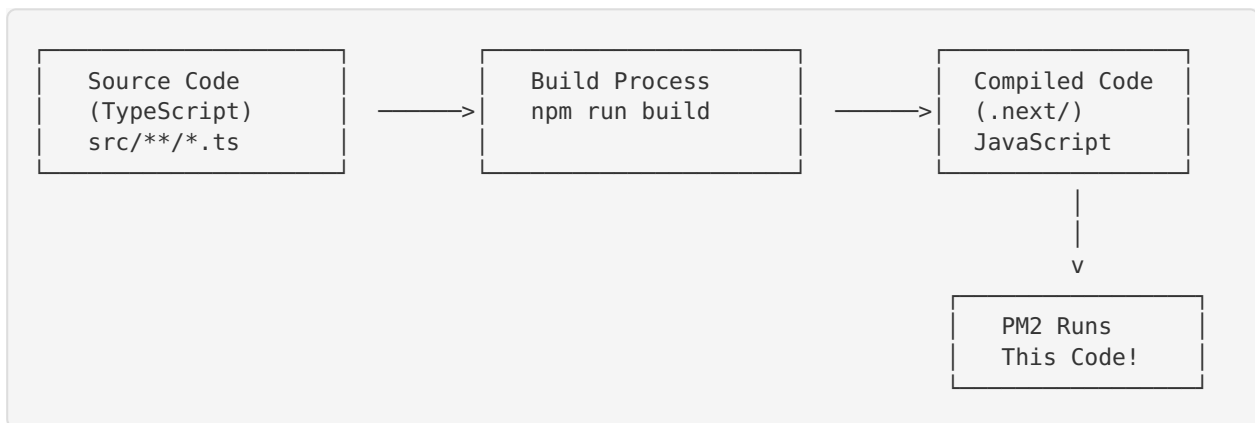 Source Code
(TypeScript)
src/**/*.ts
Build Process
npm run build
Compiled Code
(.next/)
JavaScript
v
PM2 Runs
This Code!